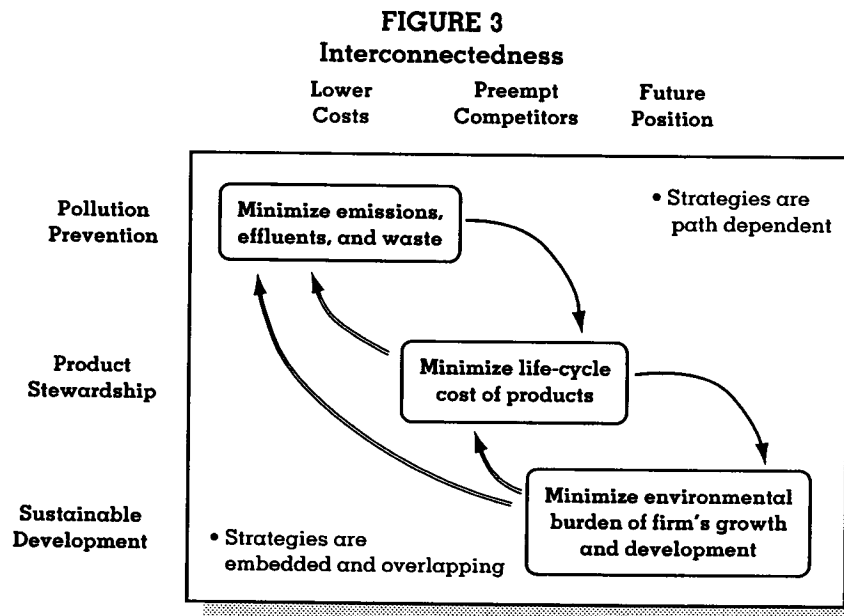 FIGURE 3
Interconnectedness
Lower
Costs
Preempt
Competitors
Future
Position
Pollution
Prevention
Minimize emissions,
effluents, and waste
• Strategies are
path dependent
Product
Stewardship
Minimize life-cycle
cost of products
Sustainable
Development
Minimize environmental
burden of firm's growth
and development
• Strategies are
embedded and overlapping